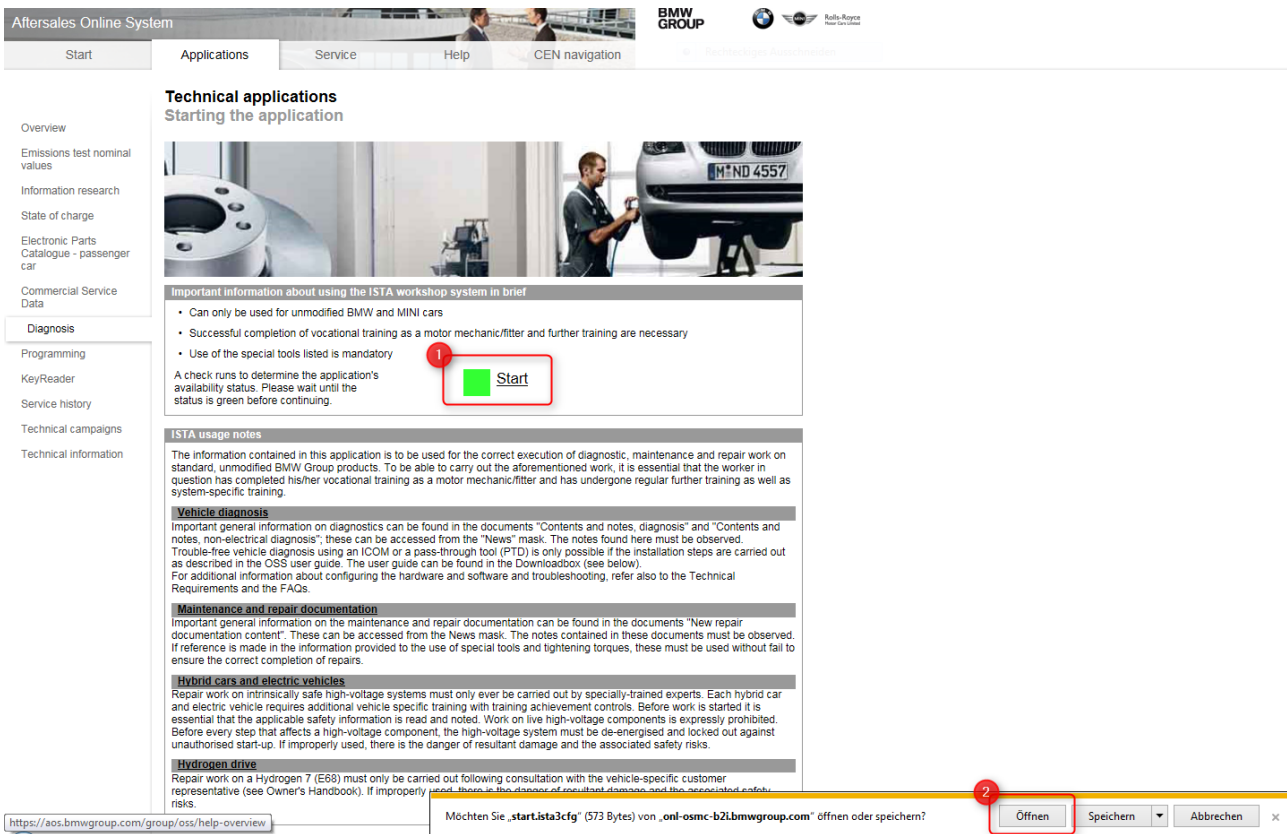 Aftersales Online System
BMW
GROUP
Rolls-Royce
Motor Cars Limited
Start
Applications
Service
Help
CEN navigation
Rechteckiges Ausschneiden
Technical applications
Starting the application
Overview
Emissions test nominal
values
Information research
State of charge
Electronic Parts
Catalogue - passenger
car
Commercial Service
Data
Diagnosis
Programming
KeyReader
Service history
Technical campaigns
Technical information
M ND 4557
Important information about using the ISTA workshop system in brief
• Can only be used for unmodified BMW and MINI cars
• Successful completion of vocational training as a motor mechanic/fitter and further training are necessary
• Use of the special tools listed is mandatory
A check runs to determine the application's
availability status. Please wait until the
status is green before continuing.
1
Start
ISTA usage notes
The information contained in this application is to be used for the correct execution of diagnostic, maintenance and repair work on
standard, unmodified BMW Group products. To be able to carry out the aforementioned work, it is essential that the worker in
question has completed his/her vocational training as a motor mechanic/fitter and has undergone regular further training as well as
system-specific training.
Vehicle diagnosis
Important general information on diagnostics can be found in the documents "Contents and notes, diagnosis" and "Contents and
notes, non-electrical diagnosis"; these can be accessed from the "News" mask. The notes found here must be observed.
Trouble-free vehicle diagnosis using an ICOM or a pass-through tool (PTD) is only possible if the installation steps are carried out
as described in the OSS user guide. The user guide can be found in the Downloadbox (see below).
For additional information about configuring the hardware and software and troubleshooting, refer also to the Technical
Requirements and the FAQs.
Maintenance and repair documentation
Important general information on the maintenance and repair documentation can be found in the documents "New repair
documentation content". These can be accessed from the News mask. The notes contained in these documents must be observed.
If reference is made in the information provided to the use of special tools and tightening torques, these must be used without fail to
ensure the correct completion of repairs.
Hybrid cars and electric vehicles
Repair work on intrinsically safe high-voltage systems must only ever be carried out by specially-trained experts. Each hybrid car
and electric vehicle requires additional vehicle specific training with training achievement controls. Before work is started it is
essential that the applicable safety information is read and noted. Work on live high-voltage components is expressly prohibited.
Before every step that affects a high-voltage component, the high-voltage system must be de-energised and locked out against
unauthorised start-up. If improperly used, there is the danger of resultant damage and the associated safety risks.
Hydrogen drive
Repair work on a Hydrogen 7 (E68) must only be carried out following consultation with the vehicle-specific customer
representative (see Owner's Handbook). If improperly used, there is the danger of resultant damage and the associated safety
risks.
https://aos.bmwgroup.com/group/oss/help-overview
Möchten Sie „start.ista3cfg“ (573 Bytes) von „onl-osmc-b2i.bmwgroup.com“ öffnen oder speichern?
2
Öffnen
Speichern
Abbrechen
×